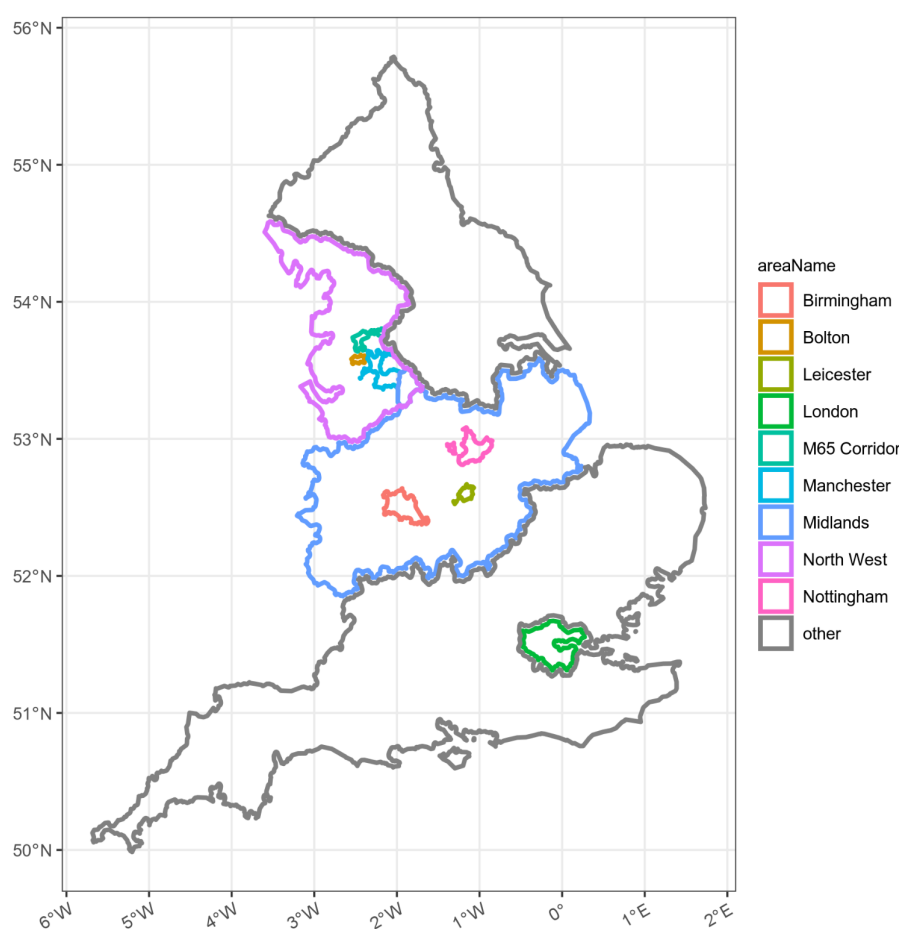 56°N
55°N
54°N
53°N
52°N
51°N
50°N
6°W
5°W
4°W
3°W
2°W
1°W
0°
1°E
2°E
areaName
Birmingham
Bolton
Leicester
London
M65 Corridor
Manchester
Midlands
North West
Nottingham
other